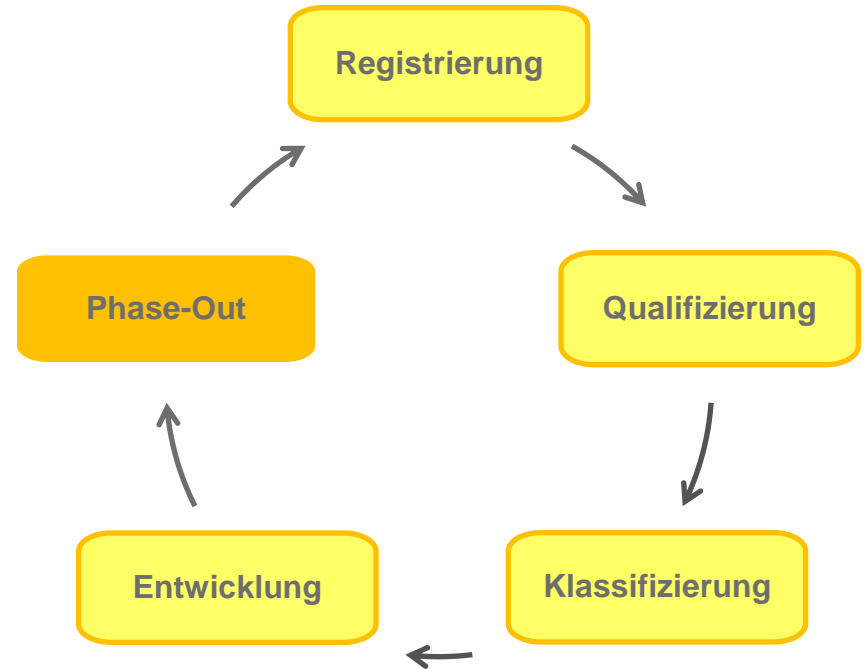 Registrierung
Phase-Out
Qualifizierung
Entwicklung
Klassifizierung